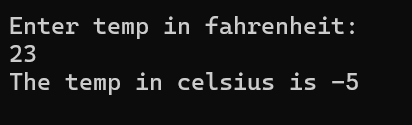 Enter temp in fahrenheit:
23
The temp in celsius is -5